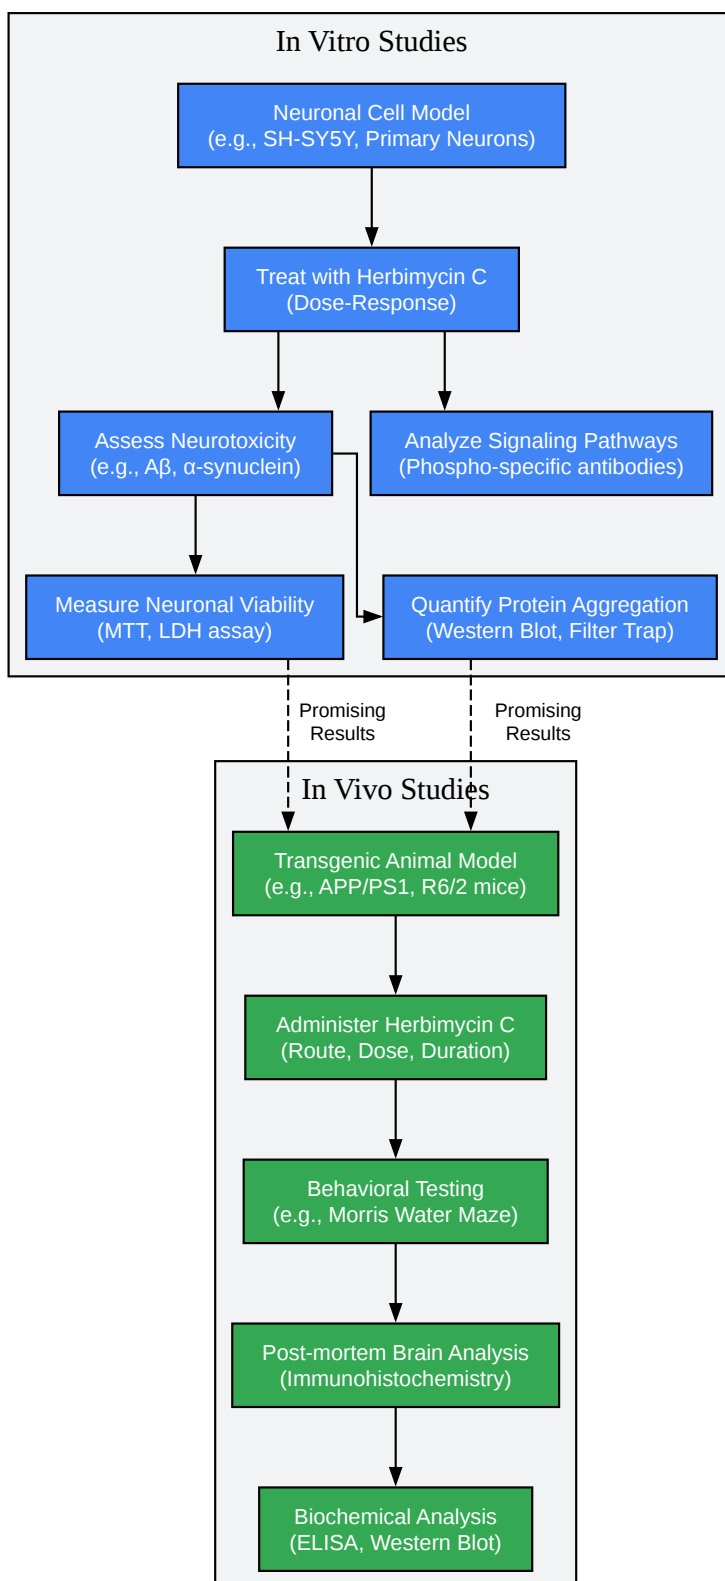 In Vitro Studies
Neuronal Cell Model
(e.g., SH-SY5Y, Primary Neurons)
Treat with Herbimycin C
(Dose-Response)
Assess Neurotoxicity
(e.g., Aβ, α-synuclein)
Analyze Signaling Pathways
(Phospho-specific antibodies)
Measure Neuronal Viability
(MTT, LDH assay)
Quantify Protein Aggregation
(Western Blot, Filter Trap)
Promising
Results
Promising
Results
In Vivo Studies
Transgenic Animal Model
(e.g., APP/PS1, R6/2 mice)
Administer Herbimycin C
(Route, Dose, Duration)
Behavioral Testing
(e.g., Morris Water Maze)
Post-mortem Brain Analysis
(Immunohistochemistry)
Biochemical Analysis
(ELISA, Western Blot)